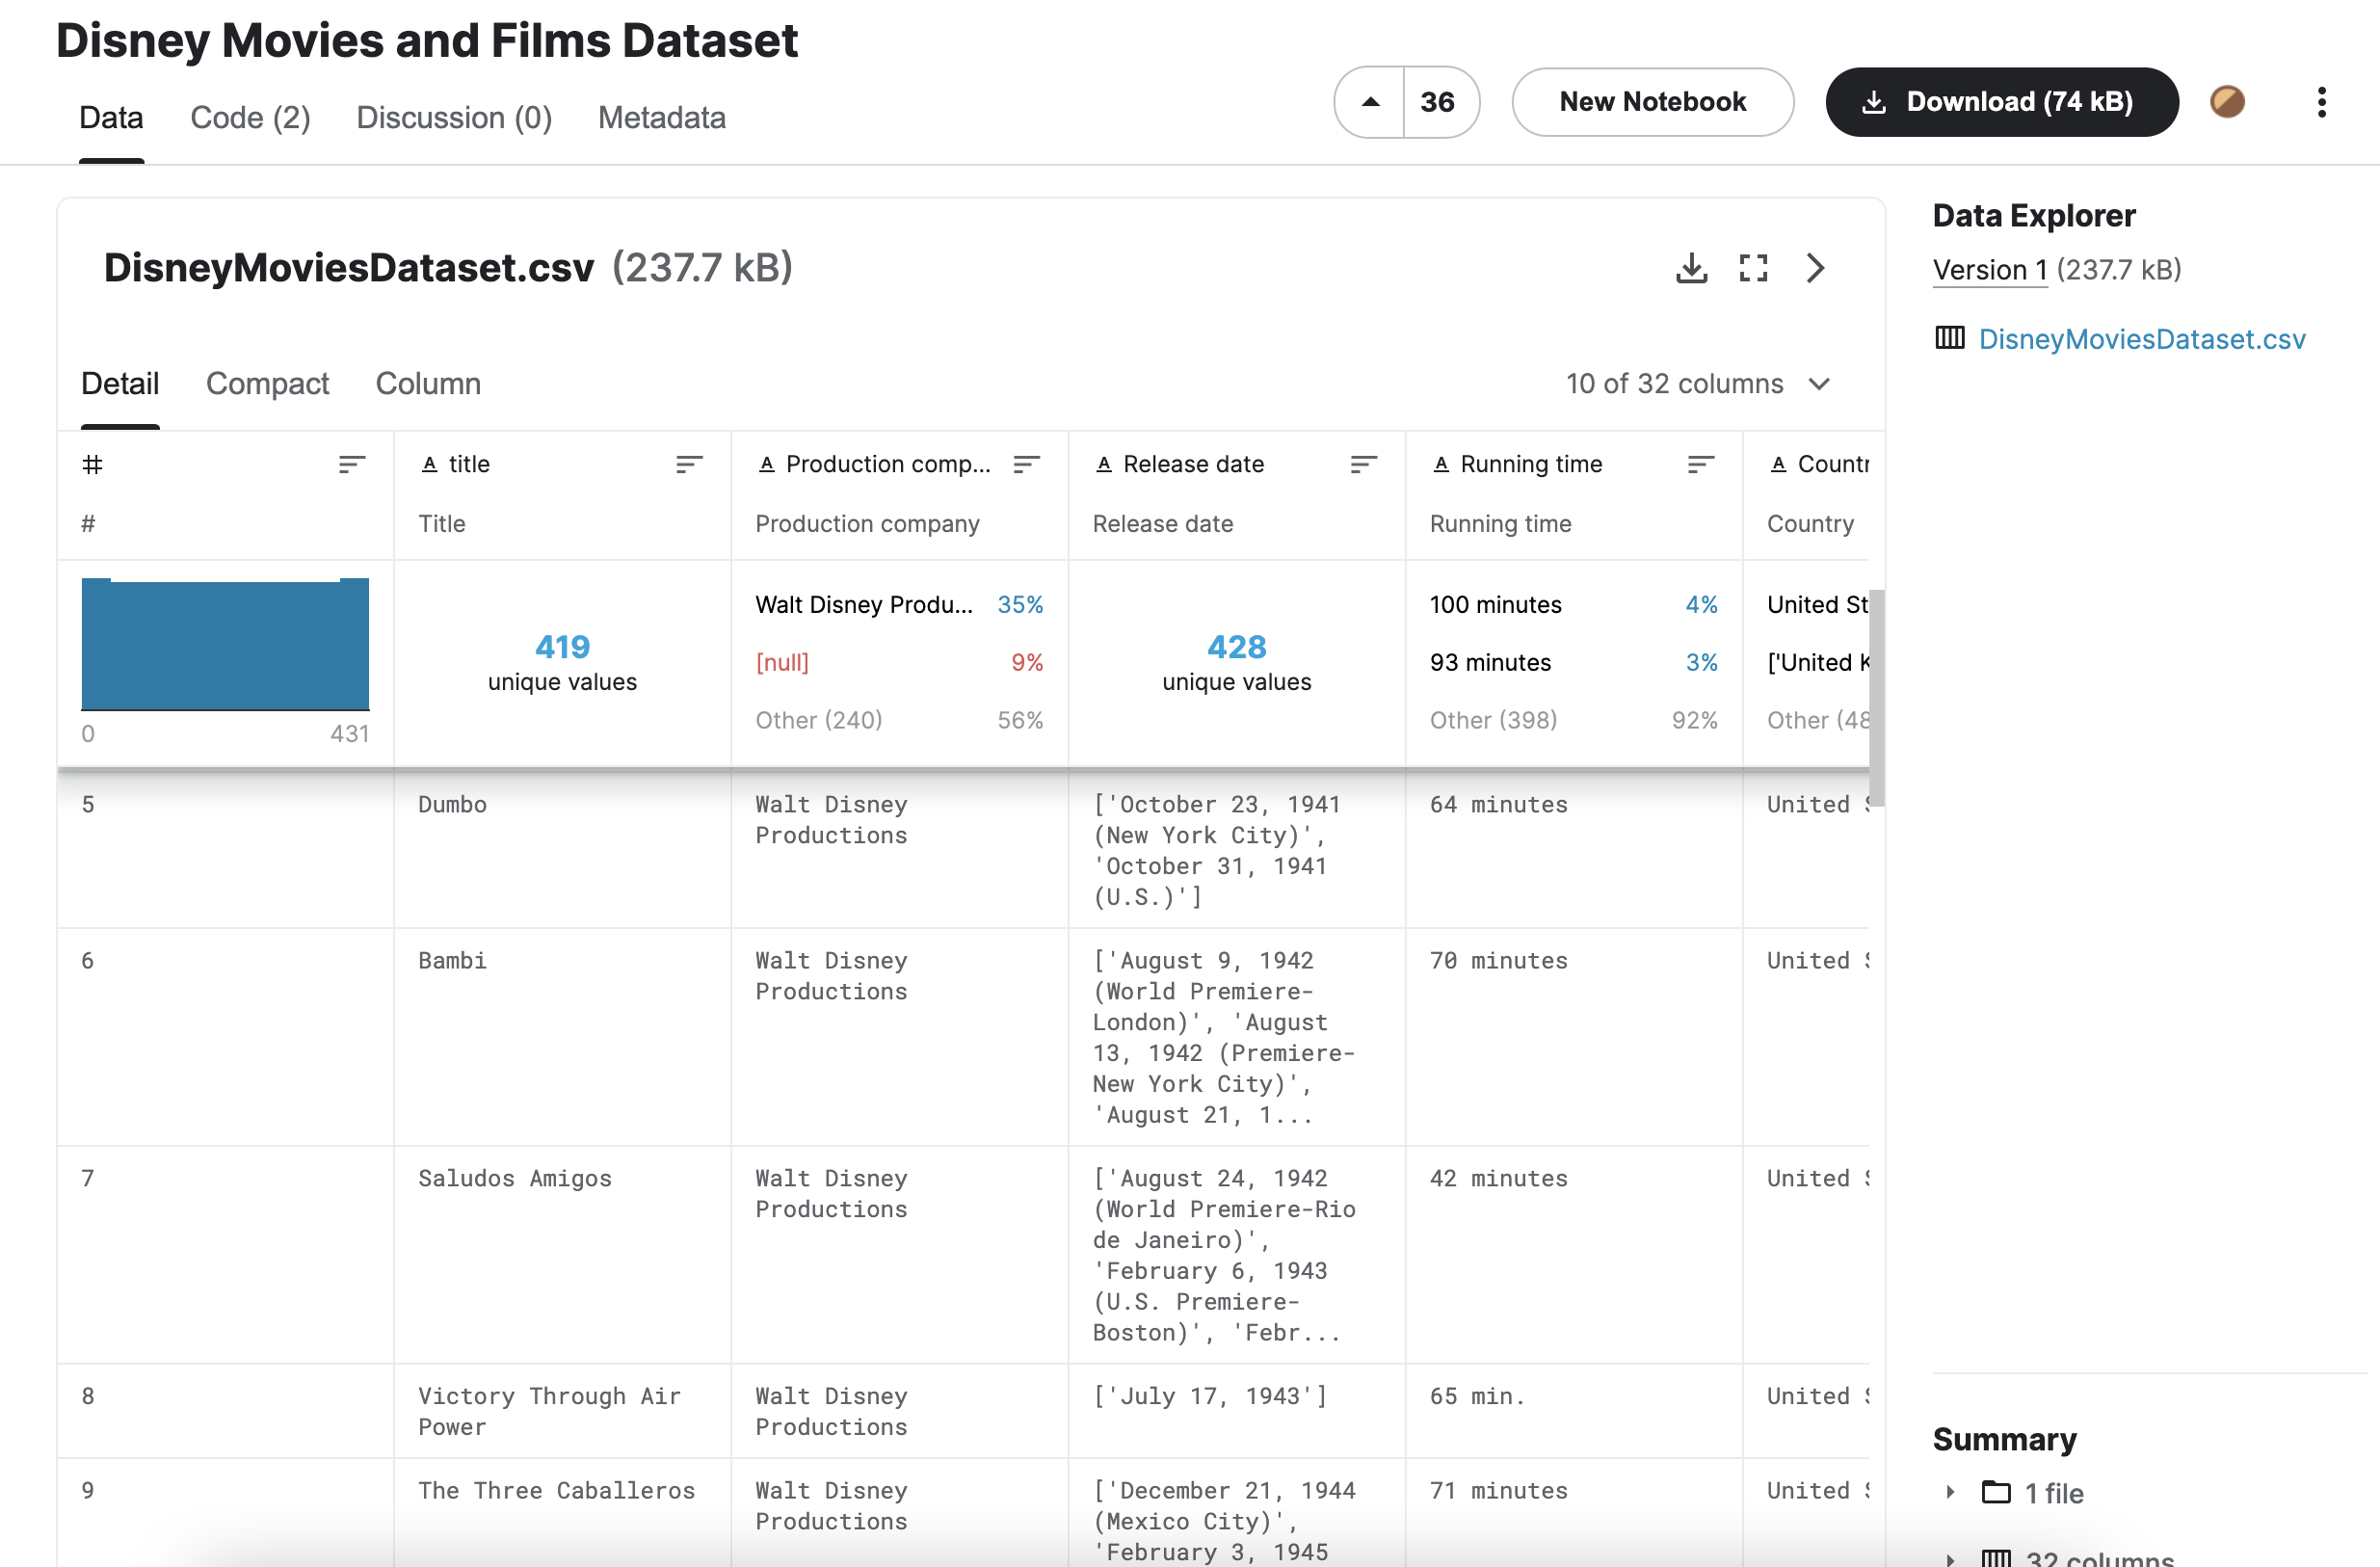 Disney Movies and Films Dataset
Data Code (2) Discussion (0) Metadata
36 New Notebook Download (74 kB)
DisneyMoviesDataset.csv (237.7 kB)
Detail Compact Column 10 of 32 columns
# title Production comp... Release date Running time Countr
# Title Production company Release date Running time Country
0 431
419
unique values
Walt Disney Produ... 35%
[null] 9%
Other (240) 56%
428
unique values
100 minutes 4%
93 minutes 3%
Other (398) 92%
United St
['United K
Other (48
5
Dumbo
Walt Disney
Productions
['October 23, 1941
(New York City)',
'October 31, 1941
(U.S.)']
64 minutes
United
6
Bambi
Walt Disney
Productions
['August 9, 1942
(World Premiere-
London)', 'August
13, 1942 (Premiere-
New York City)',
'August 21, 1...
70 minutes
United
7
Saludos Amigos
Walt Disney
Productions
['August 24, 1942
(World Premiere-Rio
de Janeiro)',
'February 6, 1943
(U.S. Premiere-
Boston)', 'Febr...
42 minutes
United
8
Victory Through Air
Power
Walt Disney
Productions
['July 17, 1943']
65 min.
United
9
The Three Caballeros
Walt Disney
Productions
['December 21, 1944
(Mexico City)',
'February 3, 1945
71 minutes
United
Data Explorer
Version 1 (237.7 kB)
DisneyMoviesDataset.csv
Summary
1 file
32 columns